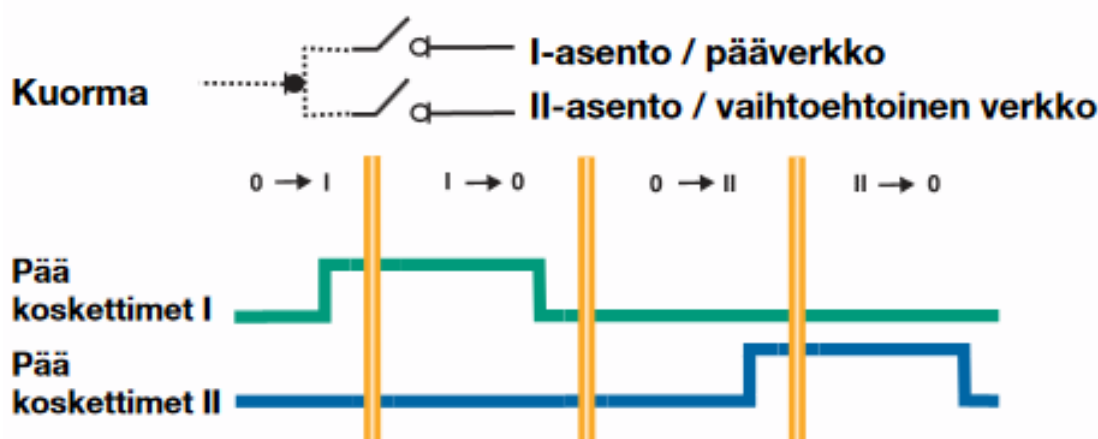 I-asento / pääverkko
Kuorma
II-asento / vaihtoehtoinen verkko
0 → I I → 0 0 → II II → 0
Pää
koskettimet I
Pää
koskettimet II